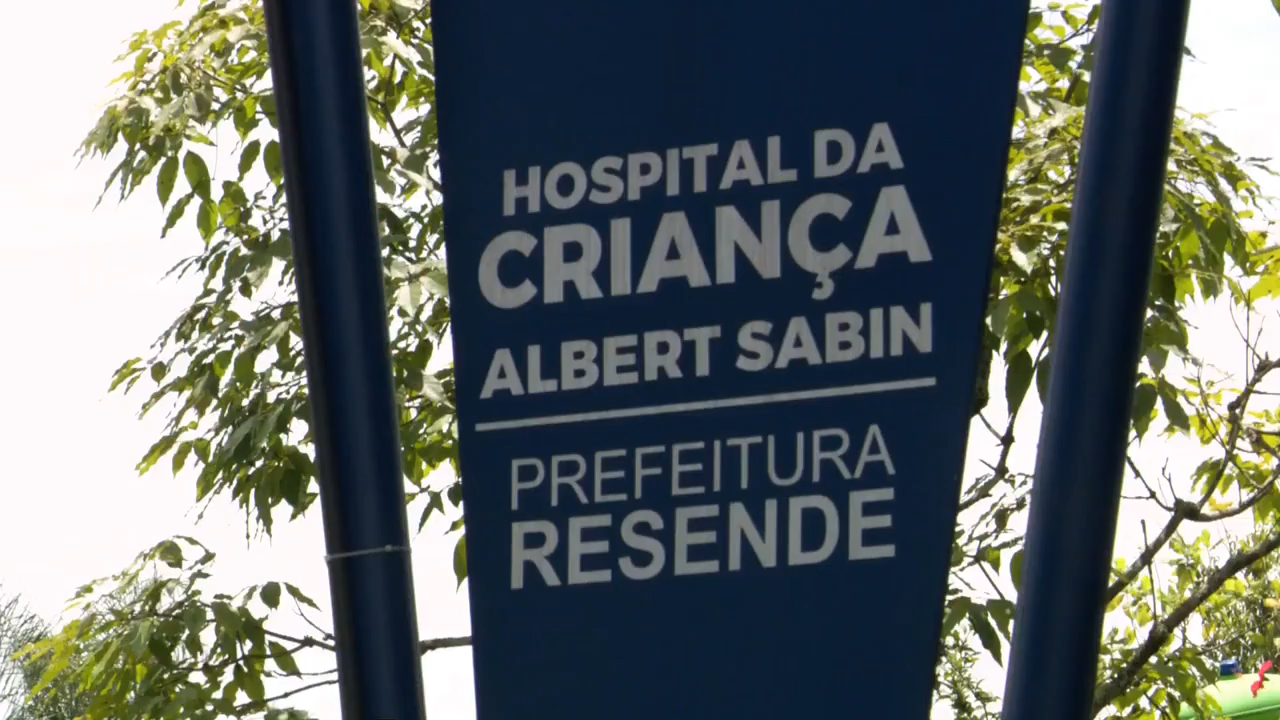 HOSPITAL DA
CRIANÇA
ALBERT SABIN
PREFEITURA
RESENDE